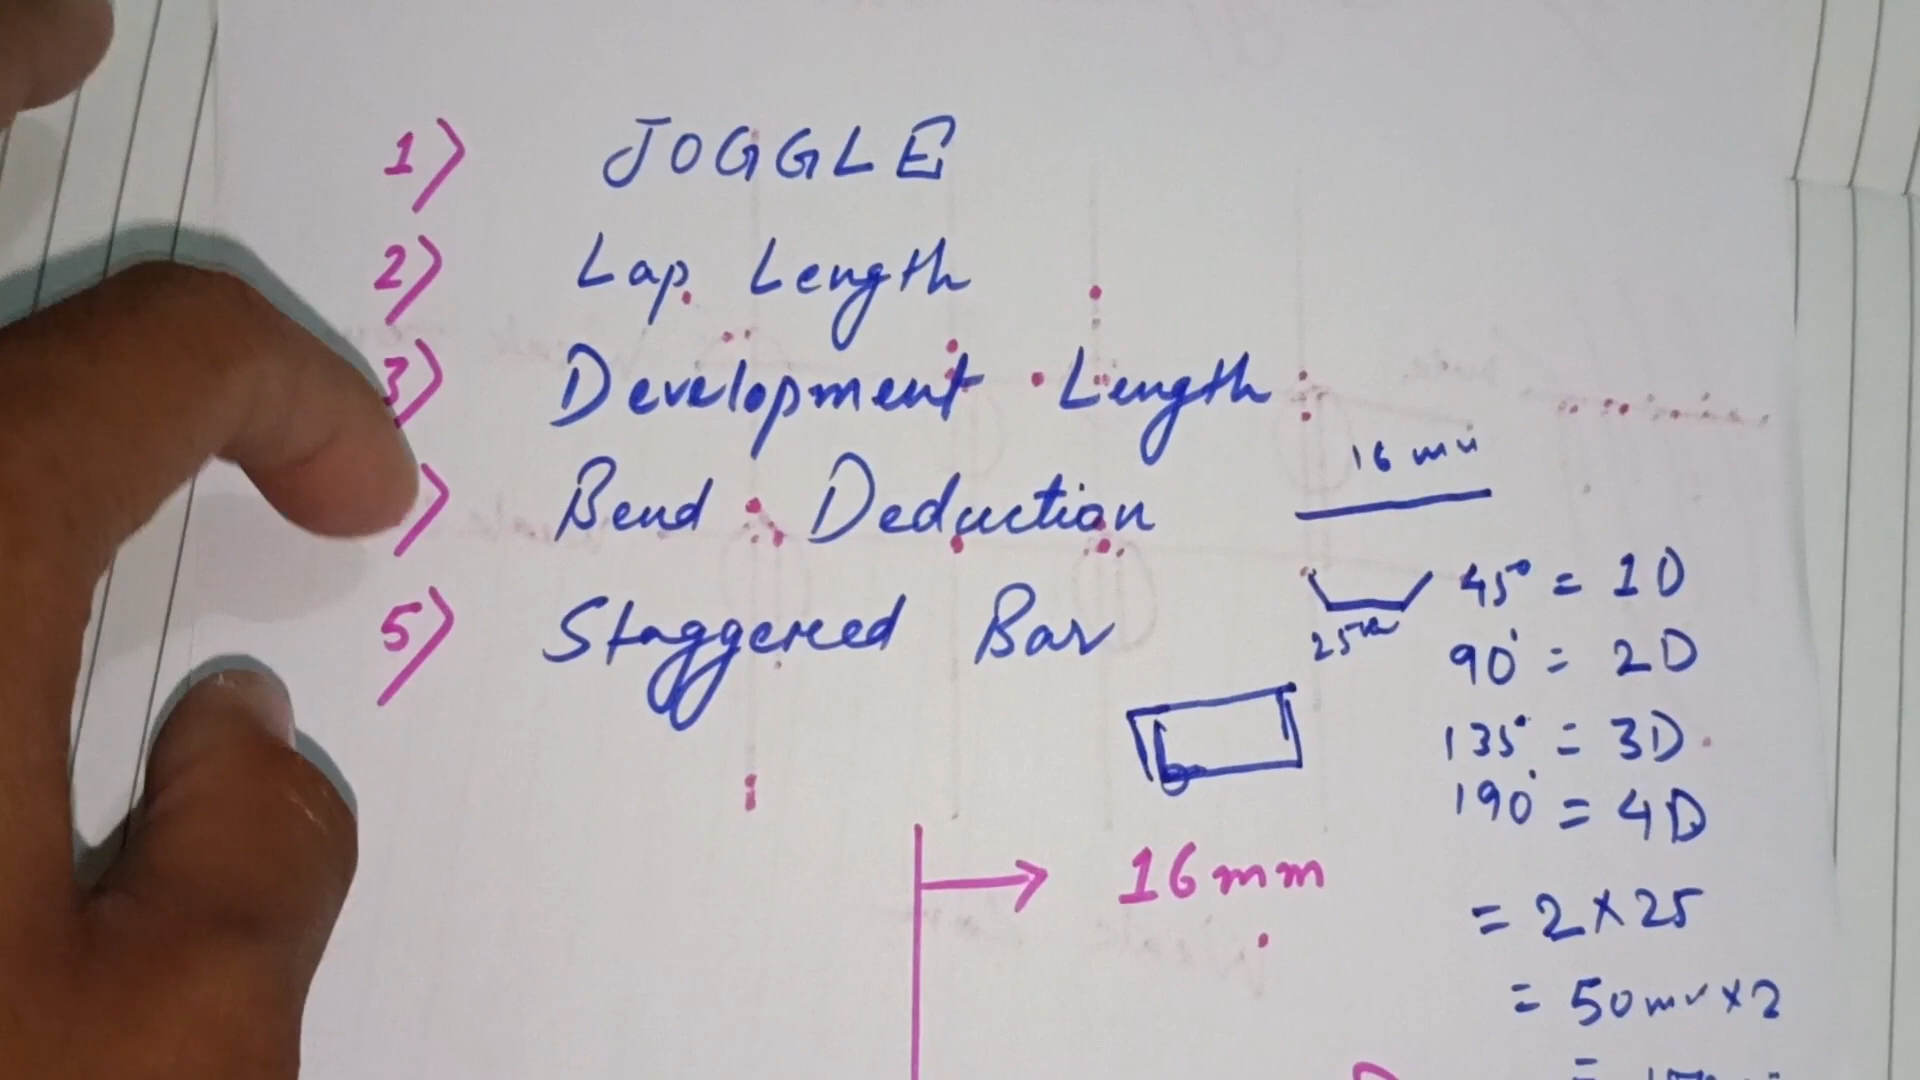 1) JOGGLE
2) Lap Length
3) Development Length
) Bend Deduction
5) Staggered Bar
16 mm
25
45° = 1D
90° = 2D
135° = 3D
190° = 4D
16mm
= 2 × 25
= 50mm × 2
=